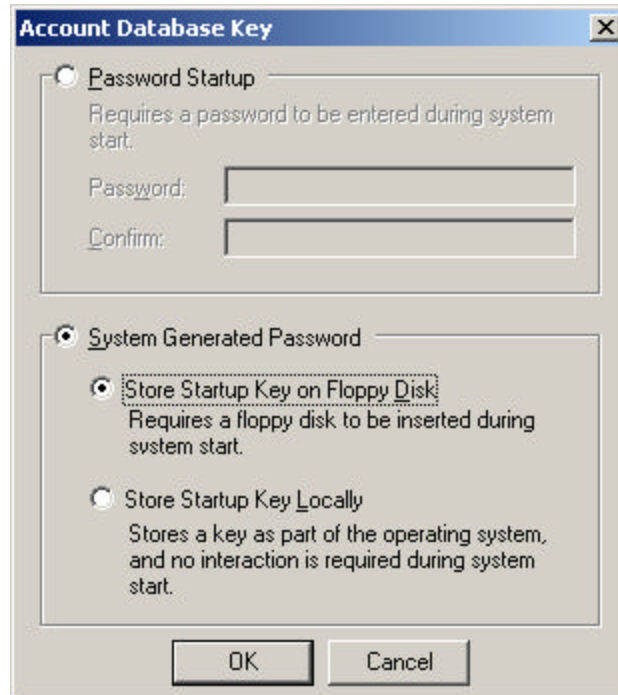 Account Database Key
Password Startup
Requires a password to be entered during system
start.
Password:
Confirm:
System Generated Password
Store Startup Key on Floppy Disk
Requires a floppy disk to be inserted during
system start.
Store Startup Key Locally
Stores a key as part of the operating system,
and no interaction is required during system
start.
OK
Cancel